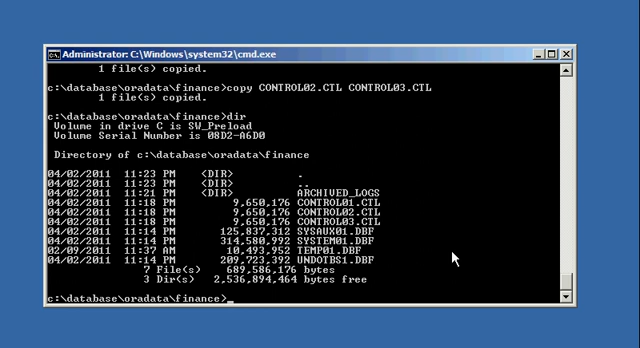 Administrator: C:\Windows\system32\cmd.exe
1 file(s) copied.
c:\database\oradata\finance>copy CONTROL02.CTL CONTROL03.CTL
1 file(s) copied.
c:\database\oradata\finance>dir
Volume in drive C is SW_Preload
Volume Serial Number is 08D2-A6D0
Directory of c:\database\oradata\finance
04/02/2011 11:23 PM <DIR> .
04/02/2011 11:23 PM <DIR> ..
04/02/2011 11:21 PM <DIR> ARCHIVED_LOGS
04/02/2011 11:18 PM 9,650,176 CONTROL01.CTL
04/02/2011 11:18 PM 9,650,176 CONTROL02.CTL
04/02/2011 11:18 PM 9,650,176 CONTROL03.CTL
04/02/2011 11:14 PM 125,837,312 SYSAUX01.DBF
04/02/2011 11:14 PM 314,580,992 SYSTEM01.DBF
02/09/2011 11:37 AM 10,493,952 TEMP01.DBF
04/02/2011 11:14 PM 209,723,392 UNDOTBS1.DBF
7 File(s) 689,586,176 bytes
3 Dir(s) 2,536,894,464 bytes free
c:\database\oradata\finance>_